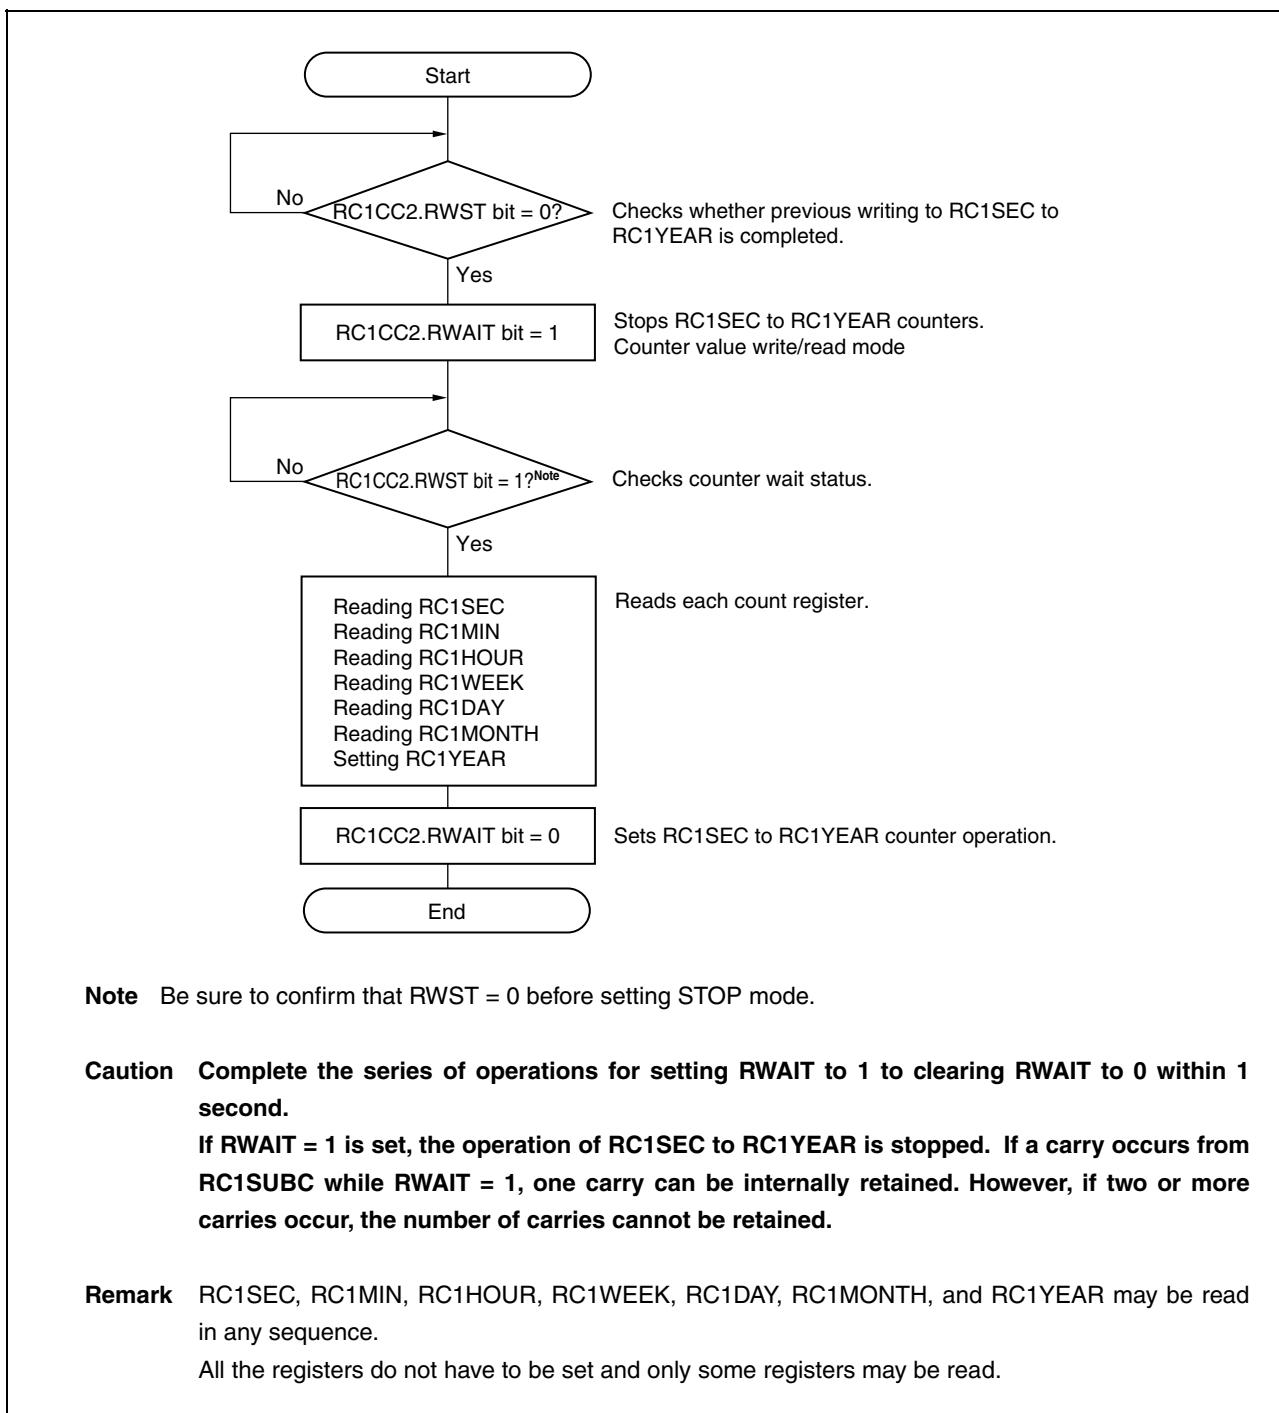 Start
No
RC1CC2.RWST bit = 0?
Checks whether previous writing to RC1SEC to
RC1YEAR is completed.
Yes
RC1CC2.RWAIT bit = 1
Stops RC1SEC to RC1YEAR counters.
Counter value write/read mode
No
RC1CC2.RWST bit = 1?Note
Checks counter wait status.
Yes
Reading RC1SEC
Reading RC1MIN
Reading RC1HOUR
Reading RC1WEEK
Reading RC1DAY
Reading RC1MONTH
Setting RC1YEAR
Reads each count register.
RC1CC2.RWAIT bit = 0
Sets RC1SEC to RC1YEAR counter operation.
End
Note Be sure to confirm that RWST = 0 before setting STOP mode.
Caution Complete the series of operations for setting RWAIT to 1 to clearing RWAIT to 0 within 1
second.
If RWAIT = 1 is set, the operation of RC1SEC to RC1YEAR is stopped. If a carry occurs from
RC1SUBC while RWAIT = 1, one carry can be internally retained. However, if two or more
carries occur, the number of carries cannot be retained.
Remark RC1SEC, RC1MIN, RC1HOUR, RC1WEEK, RC1DAY, RC1MONTH, and RC1YEAR may be read
in any sequence.
All the registers do not have to be set and only some registers may be read.